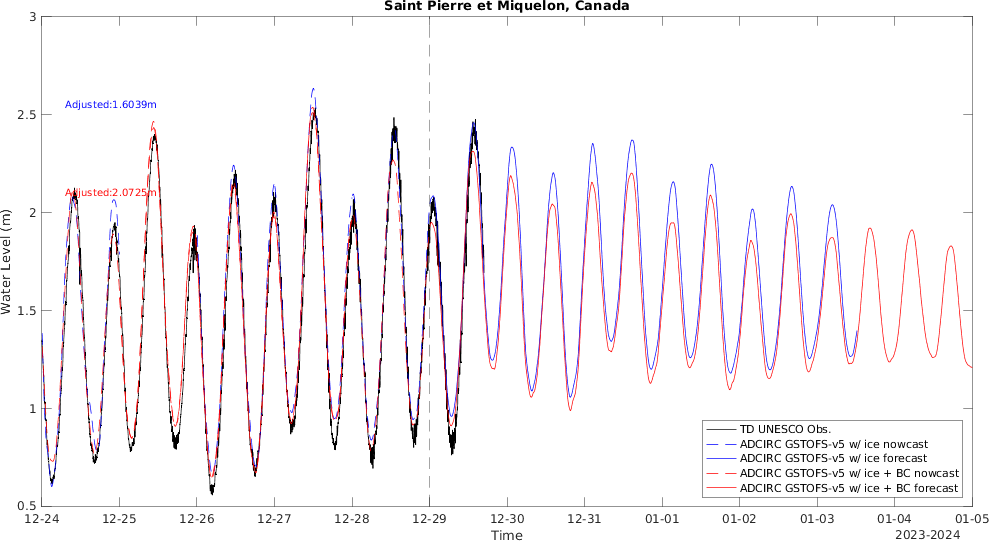 Saint Pierre et Miquelon, Canada
3
2.5
2
1.5
1
0.5
Water Level (m)
Adjusted:1.6039m
Adjusted:2.0725m
TD UNESCO Obs.
ADCIRC GSTOFS-v5 w/ ice nowcast
ADCIRC GSTOFS-v5 w/ ice forecast
ADCIRC GSTOFS-v5 w/ ice + BC nowcast
ADCIRC GSTOFS-v5 w/ ice + BC forecast
12-24 12-25 12-26 12-27 12-28 12-29 12-30 12-31 01-01 01-02 01-03 01-04 01-05
Time
2023-2024